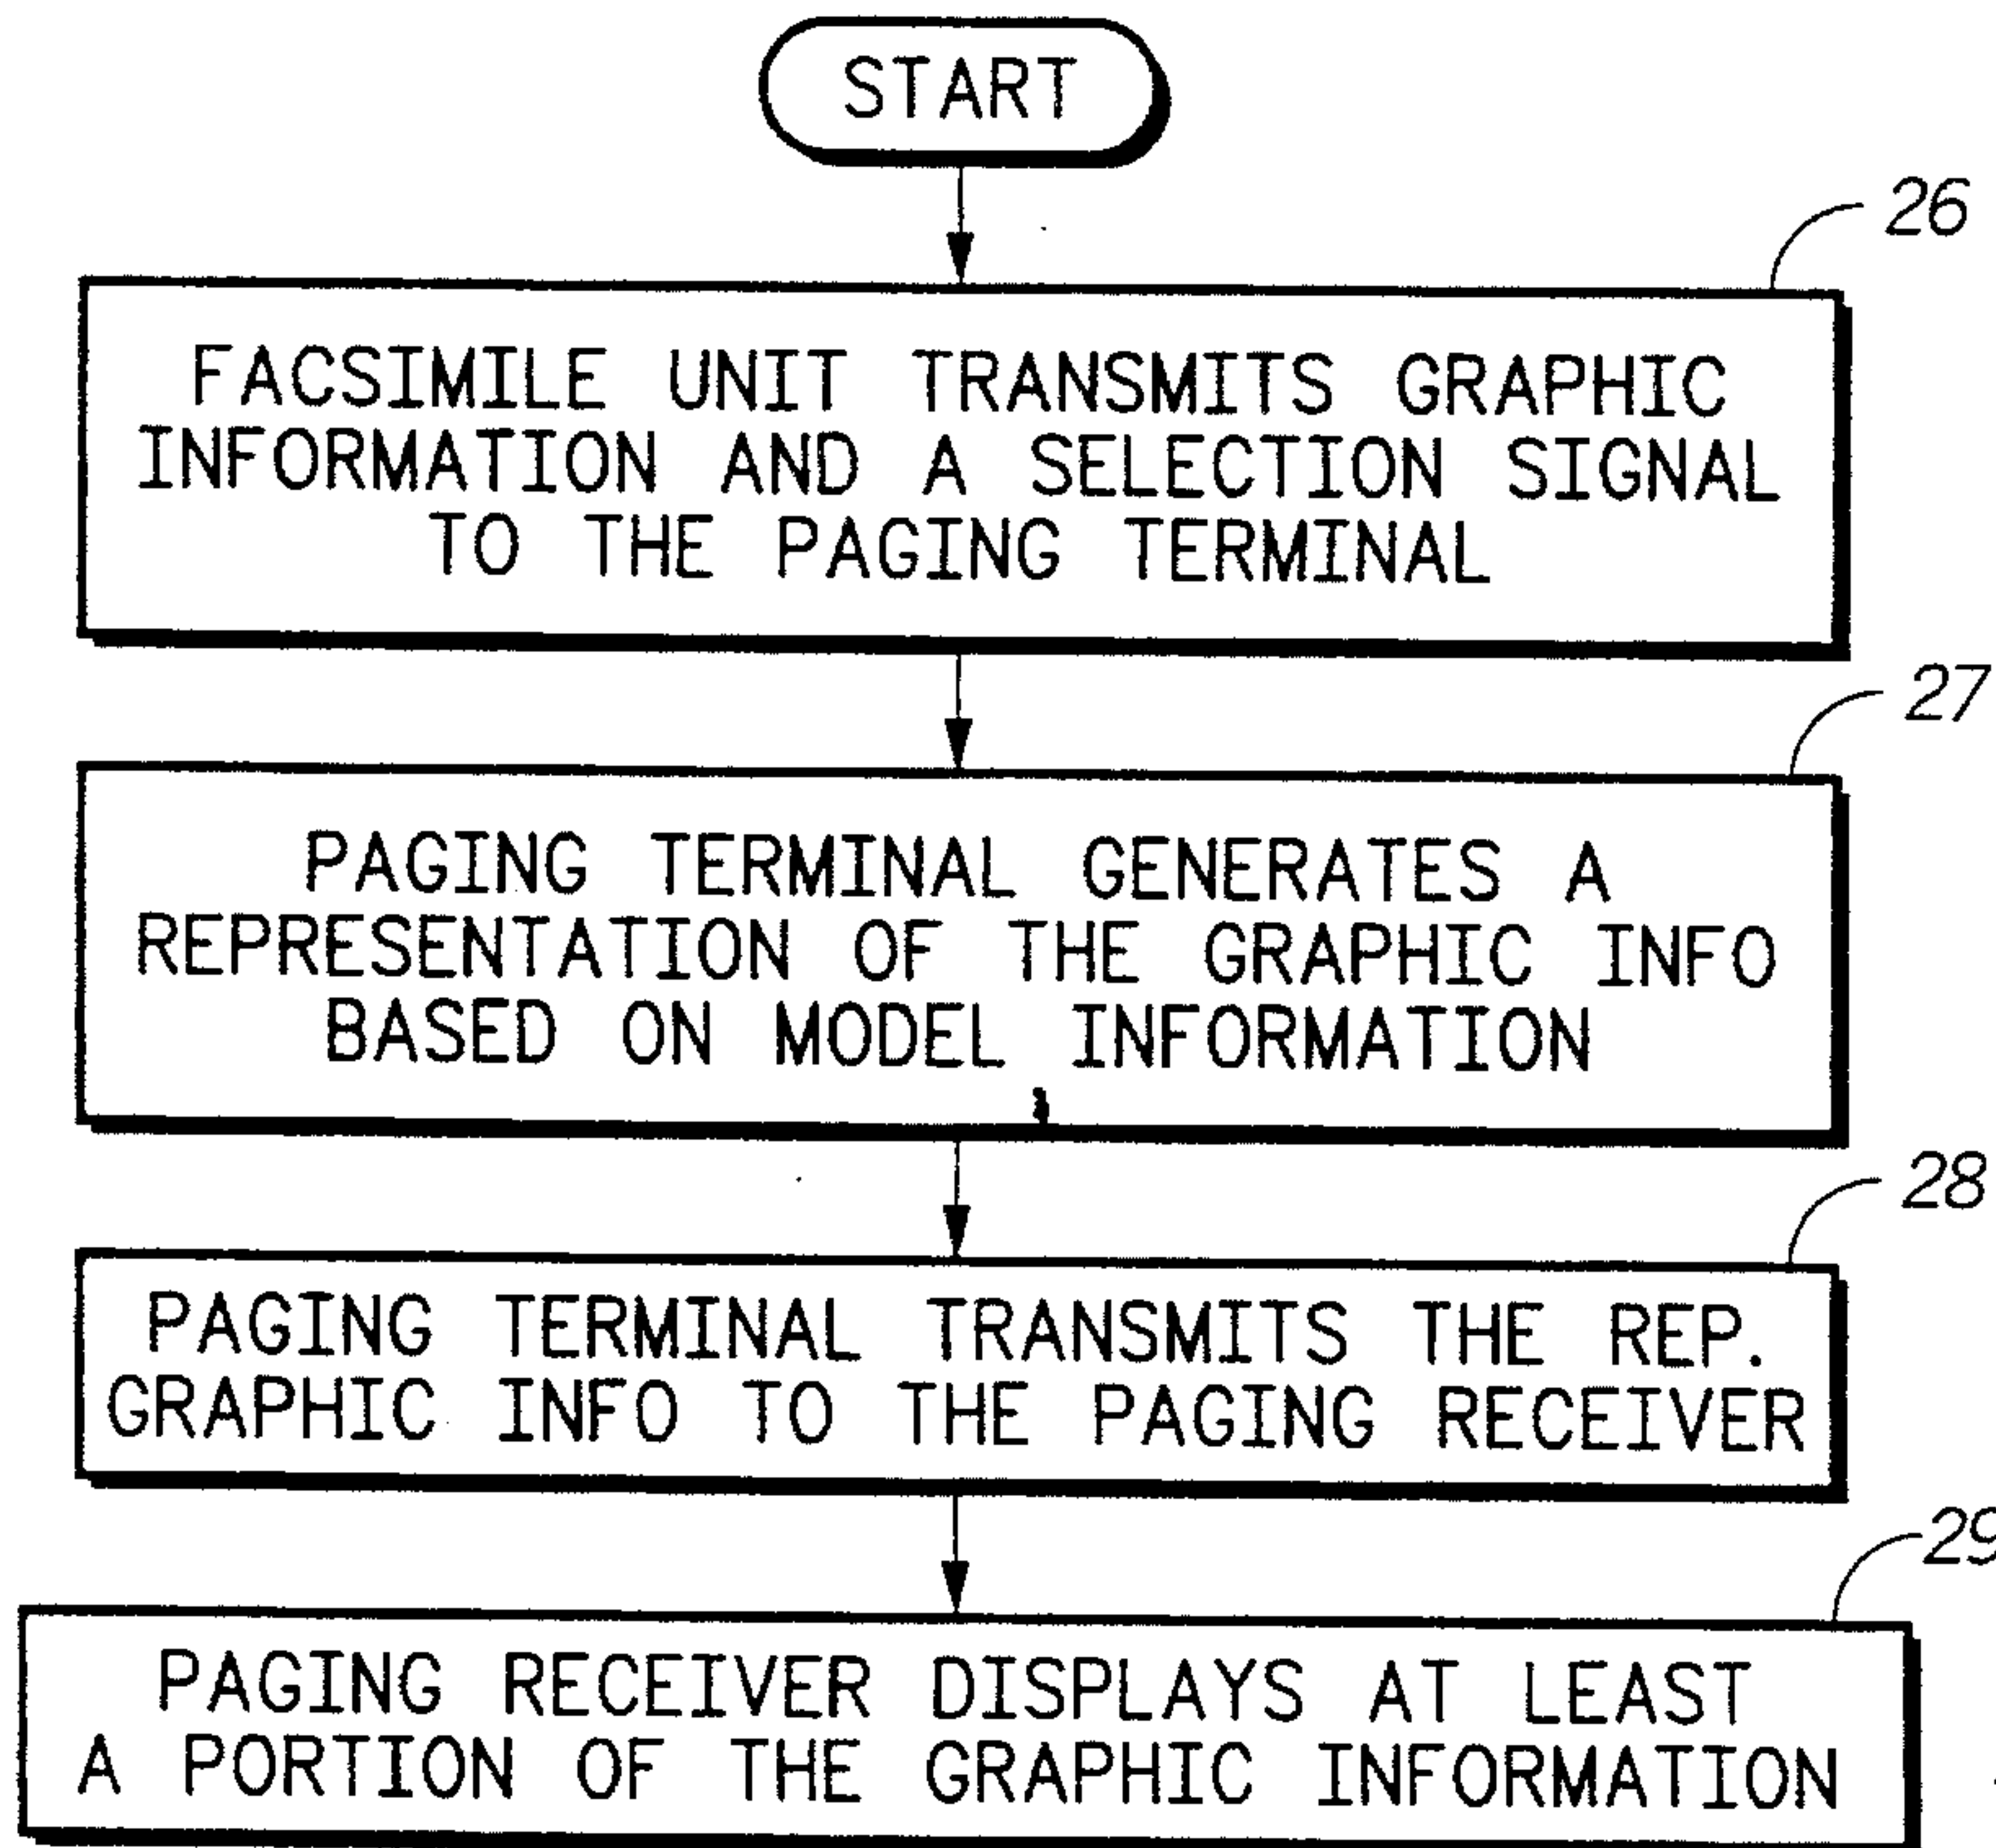 START
26
FACSIMILE UNIT TRANSMITS GRAPHIC
INFORMATION AND A SELECTION SIGNAL
TO THE PAGING TERMINAL
27
PAGING TERMINAL GENERATES A
REPRESENTATION OF THE GRAPHIC INFO
BASED ON MODEL INFORMATION
28
PAGING TERMINAL TRANSMITS THE REP.
GRAPHIC INFO TO THE PAGING RECEIVER
29
PAGING RECEIVER DISPLAYS AT LEAST
A PORTION OF THE GRAPHIC INFORMATION